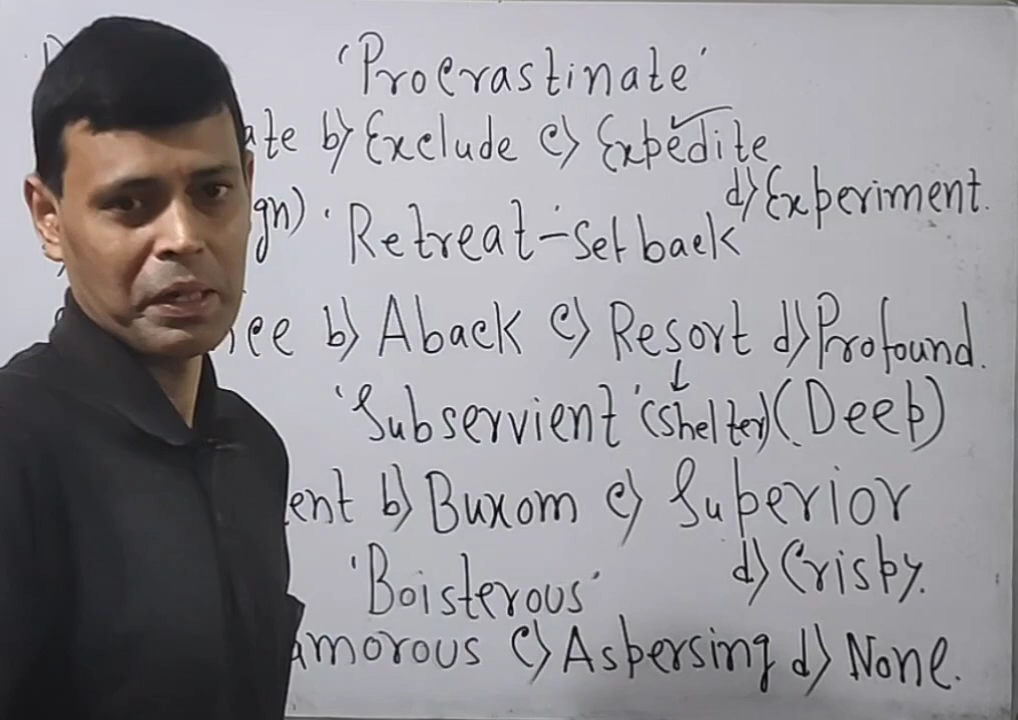 'Procrastinate'
ate b) Exclude c) Expedite
d) Experiment.
gn) 'Retreat-Setback
ee b) Aback c) Resort d) Profound.
'Subservient' (Shelter) (Deep)
ent b) Buxom c) Superior
d) Crispy.
'Boisterous'
amorous c) Aspersing d) None.